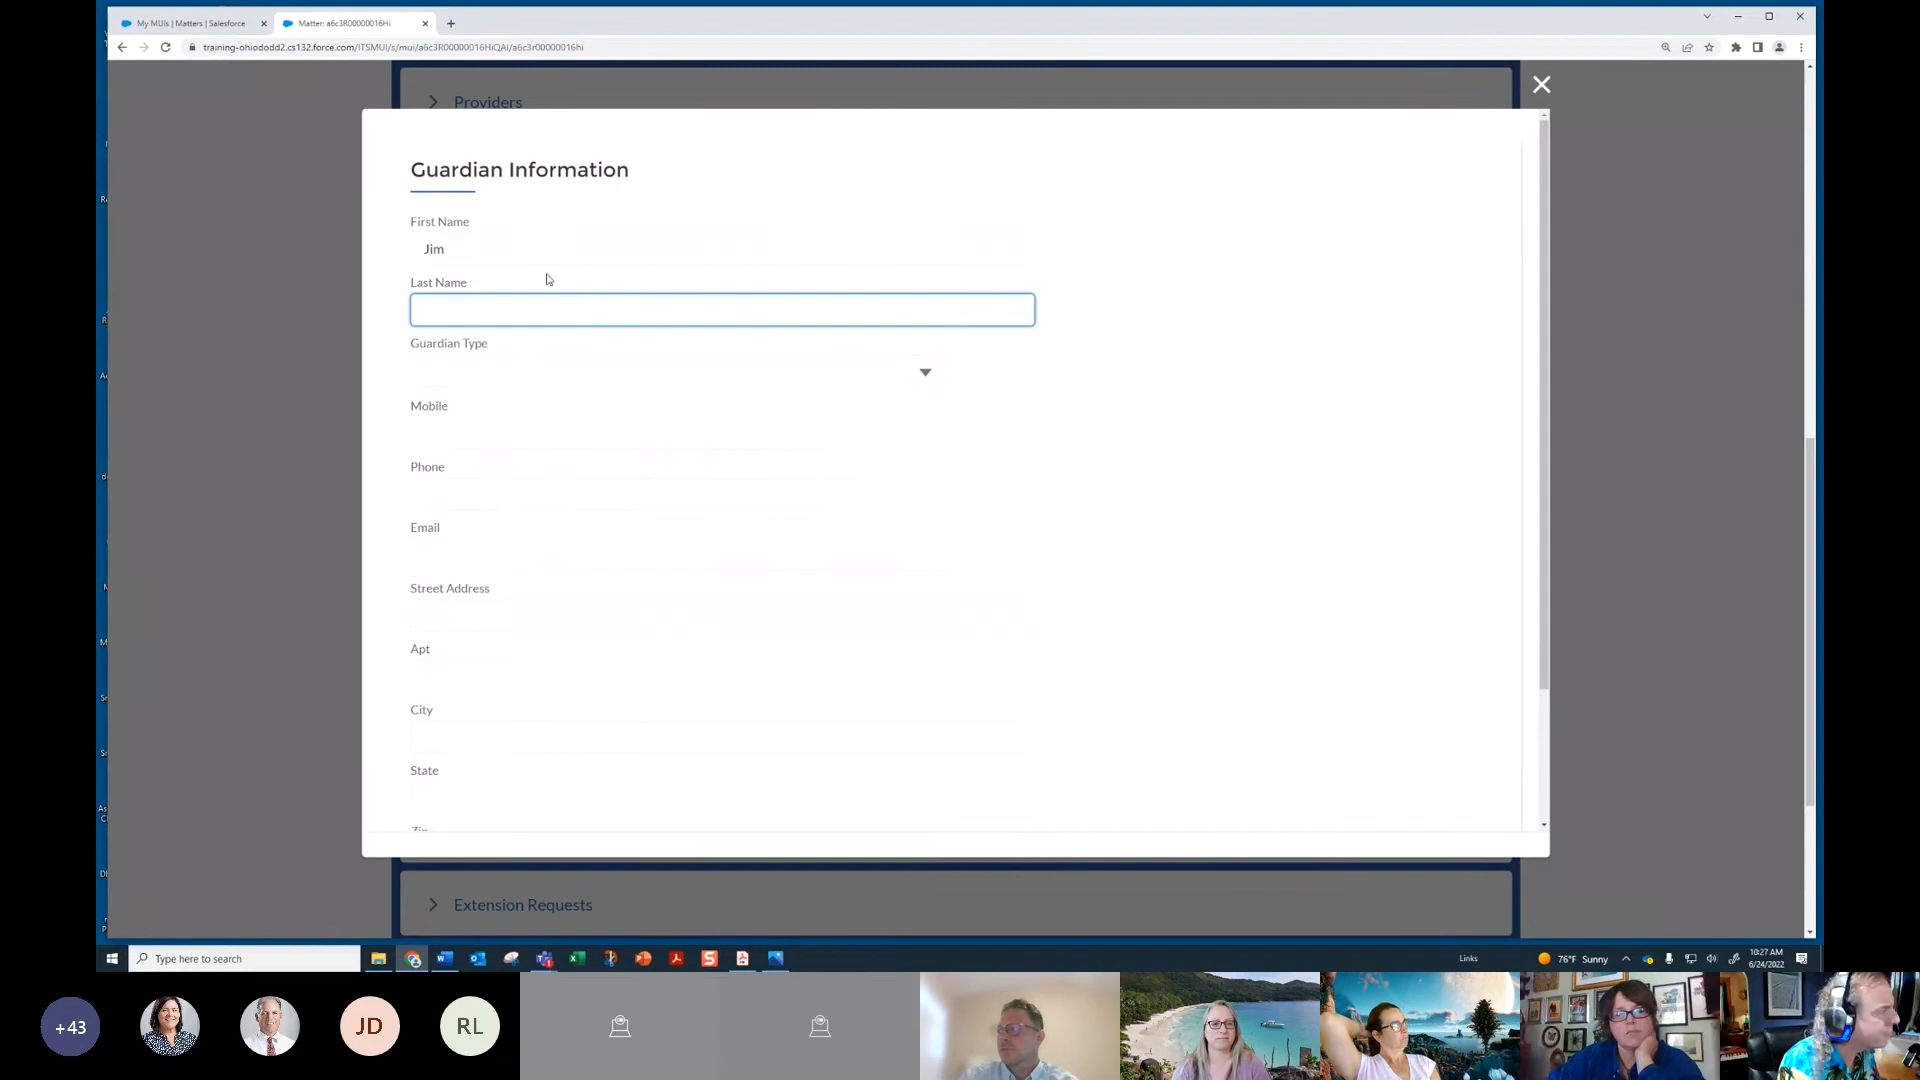 My MUIs | Matters | Salesforce
Matter: a6c3R00000016Hi
training-ohiododd2.cs132.force.com/ITSMUI/s/mui/a6c3R00000016HiQAI/a6c3r00000016hi
Providers
Guardian Information
First Name
Jim
Last Name
Guardian Type
Mobile
Phone
Email
Street Address
Apt
City
State
Zip
Extension Requests
Type here to search
Links
76°F Sunny
10:27 AM
6/24/2022
+43
JD
RL